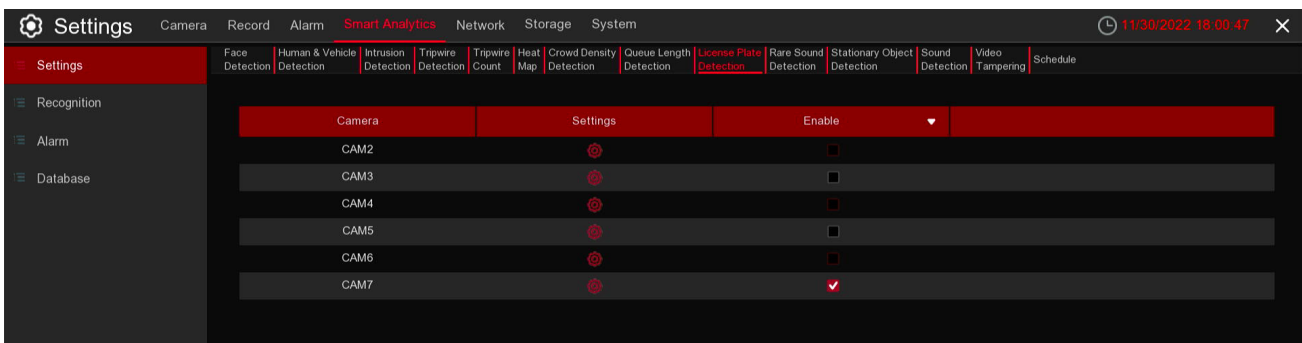 Settings Camera Record Alarm Smart Analytics Network Storage System 11/30/2022 18:00:47
Settings
Recognition
Alarm
Database
Face Detection
Human & Vehicle Detection
Intrusion Detection
Tripwire Detection
Tripwire Count
Heat Map
Crowd Density Detection
Queue Length Detection
License Plate Detection
Rare Sound Detection
Stationary Object Detection
Sound Detection
Video Tampering
Schedule
Camera Settings Enable
CAM2
CAM3
CAM4
CAM5
CAM6
CAM7